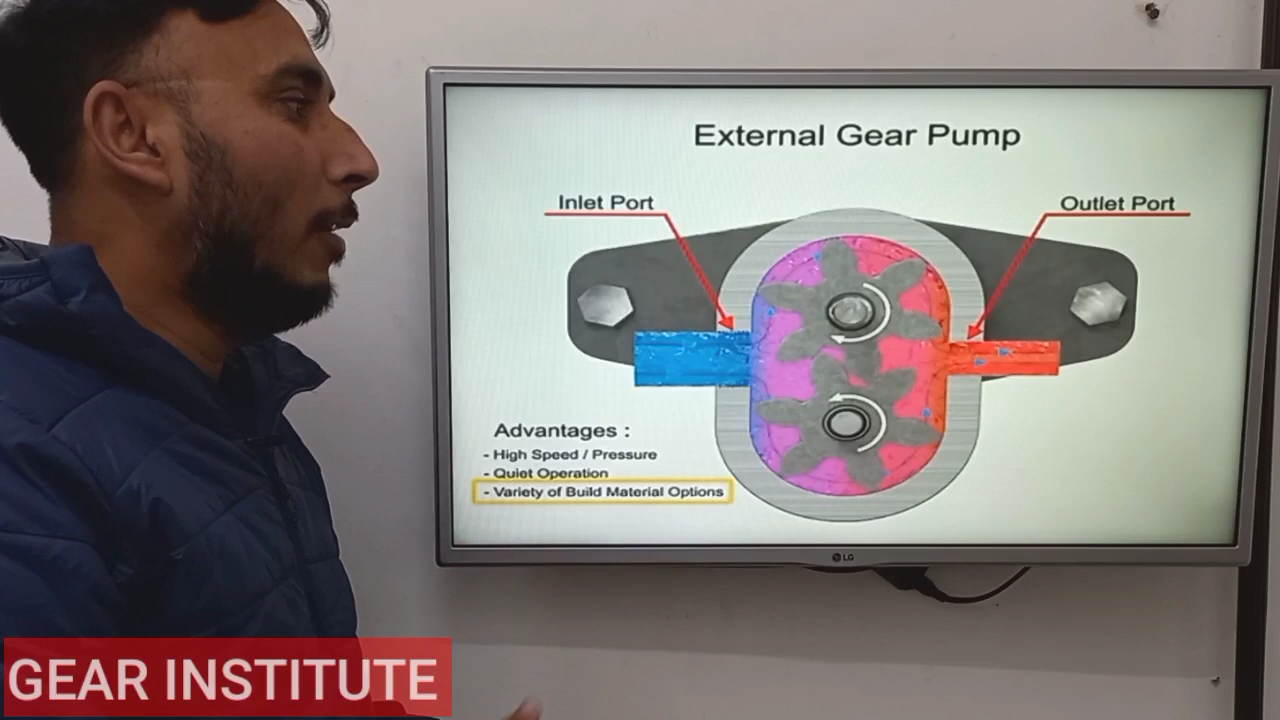 External Gear Pump
Inlet Port
Outlet Port
Advantages :
- High Speed / Pressure
- Quiet Operation
- Variety of Build Material Options
LG
GEAR INSTITUTE